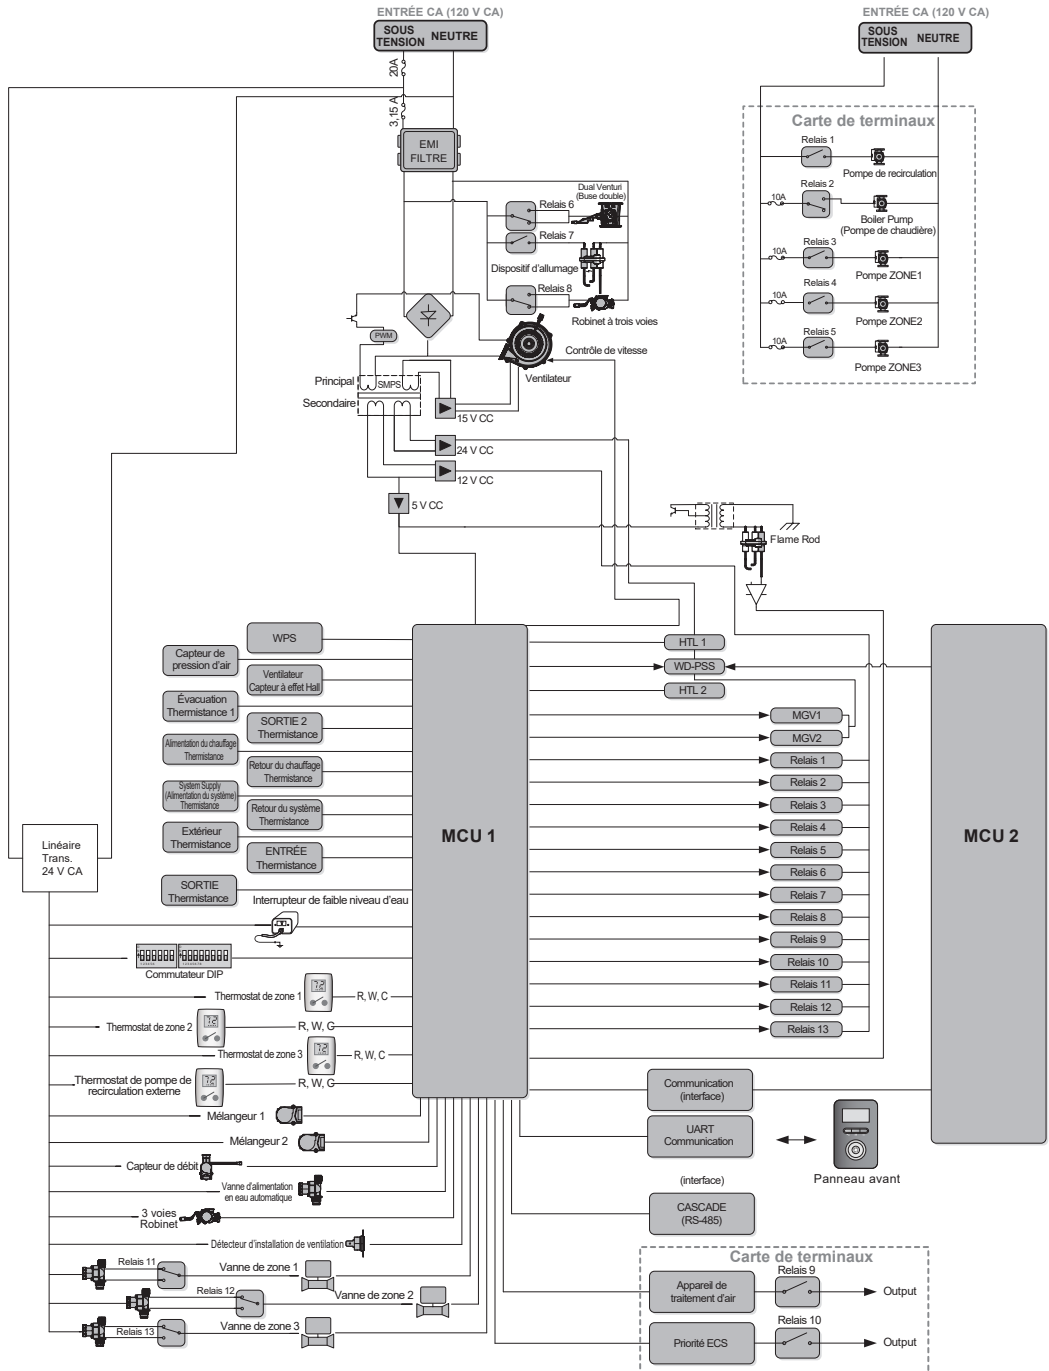 ENTRÉE CA (120 V CA)
SOUS
TENSION
NEUTRE
20A
3,15 A
EMI
FILTRE
ENTRÉE CA (120 V CA)
SOUS
TENSION
NEUTRE
Carte de terminaux
Relais 1
Pompe de recirculation
Relais 2
10A
Boiler Pump
(Pompe de chaudière)
Relais 3
10A
Pompe ZONE1
Relais 4
10A
Pompe ZONE2
Relais 5
10A
Pompe ZONE3
Dual Venturi
(Buse double)
Relais 6
Relais 7
Dispositif d'allumage
Relais 8
Robinet à trois voies
PWM
Contrôle de vitesse
Ventilateur
Principal
SMPS
Secondaire
15 V CC
24 V CC
12 V CC
5 V CC
Flame Rod
WPS
Capteur de
pression d'air
Ventilateur
Capteur à effet Hall
Évacuation
Thermistance 1
SORTIE 2
Thermistance
Alimentation du chauffage
Thermistance
Retour du chauffage
Thermistance
System Supply
(Alimentation du système)
Thermistance
Retour du système
Thermistance
Extérieur
Thermistance
ENTRÉE
Thermistance
SORTIE
Thermistance
Linéaire
Trans.
24 V CA
MCU 1
MCU 2
HTL 1
WD-PSS
HTL 2
MGV1
MGV2
Relais 1
Relais 2
Relais 3
Relais 4
Relais 5
Relais 6
Relais 7
Relais 8
Relais 9
Relais 10
Relais 11
Relais 12
Relais 13
Interrupteur de faible niveau d'eau
Commutateur DIP
Thermostat de zone 1
R, W, C
Thermostat de zone 2
R, W, C
Thermostat de zone 3
R, W, C
Thermostat de pompe de
recirculation externe
R, W, C
Mélangeur 1
Mélangeur 2
Capteur de débit
Vanne d'alimentation
en eau automatique
3 voies
Robinet
Détecteur d'installation de ventilation
Relais 11
Vanne de zone 1
Relais 12
Vanne de zone 2
Relais 13
Vanne de zone 3
Communication
(interface)
UART
Communication
Panneau avant
(interface)
CASCADE
(RS-485)
Carte de terminaux
Appareil de
traitement d'air
Relais 9
Output
Priorité ECS
Relais 10
Output